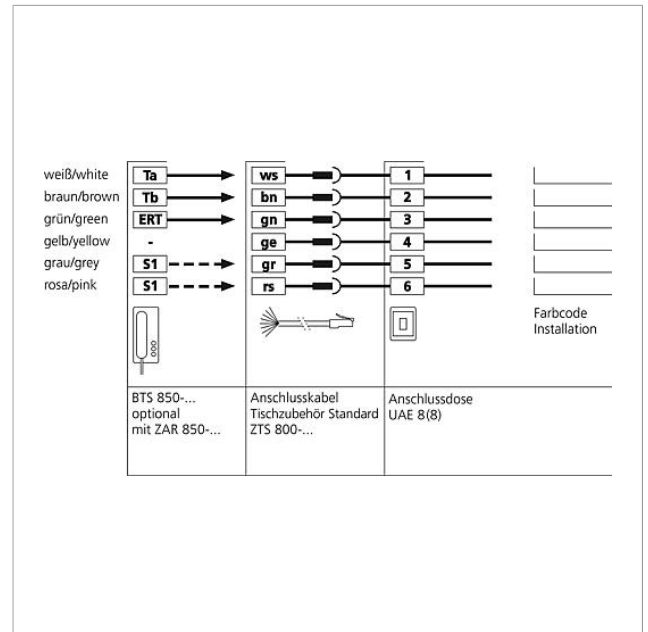 weiß/white Ta ws 1
braun/brown Tb bn 2
grün/green ERT gn 3
gelb/yellow - ge 4
grau/grey S1 gr 5
rosa/pink S1 rs 6
Farbcode
Installation
BTS 850-...
optional
mit ZAR 850-...
Anschlusskabel
Tischzubehör Standard
ZTS 800-...
Anschlussdose
UAE 8(8)